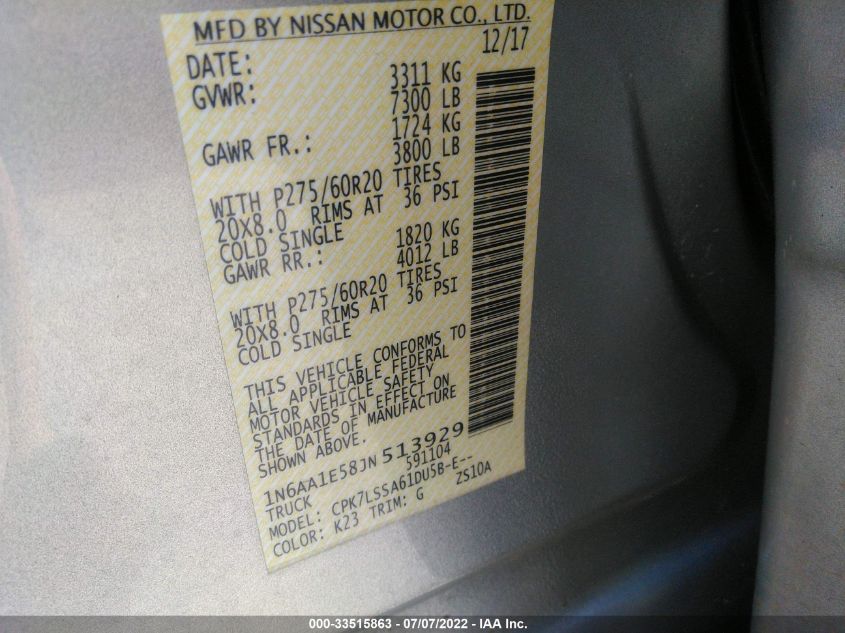 MFD BY NISSAN MOTOR CO., LTD.
DATE: 12/17
GVWR: 3311 KG
7300 LB
GAWR FR.: 1724 KG
3800 LB
WITH P275/60R20 TIRES
20X8.0 RIMS AT 36 PSI
COLD SINGLE
GAWR RR.: 1820 KG
4012 LB
WITH P275/60R20 TIRES
20X8.0 RIMS AT 36 PSI
COLD SINGLE
THIS VEHICLE CONFORMS TO
ALL APPLICABLE FEDERAL
MOTOR VEHICLE SAFETY
STANDARDS IN EFFECT ON
THE DATE OF MANUFACTURE
SHOWN ABOVE.
1N6AA1E58JN513929
TRUCK 591104
MODEL: CPK7LSSA61DU5B-E--
COLOR: K23 TRIM: G ZS10A
000-33515863 - 07/07/2022 - IAA Inc.